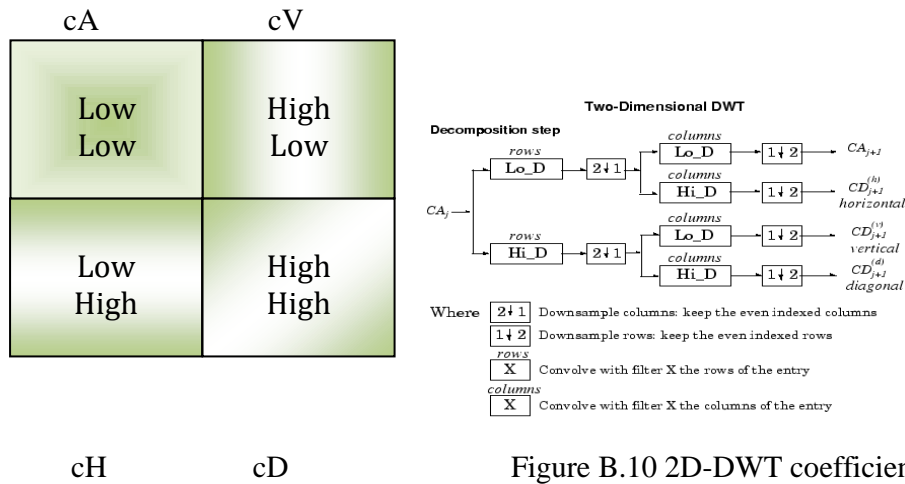 cA cV
Low
Low
High
Low
Low
High
High
High
cH cD
Two-Dimensional DWT
Decomposition step
rows
Lo_D
2↓1
columns
Lo_D
1↓2
CA_{j+1}
columns
Hi_D
1↓2
CD_{j+1}^{(h)}
horizontal
CA_j
rows
Hi_D
2↓1
columns
Lo_D
1↓2
CD_{j+1}^{(v)}
vertical
columns
Hi_D
1↓2
CD_{j+1}^{(d)}
diagonal
Where 2↓1 Downsample columns: keep the even indexed columns
1↓2 Downsample rows: keep the even indexed rows
rows
X Convolve with filter X the rows of the entry
columns
X Convolve with filter X the columns of the entry
Figure B.10 2D-DWT coefficien